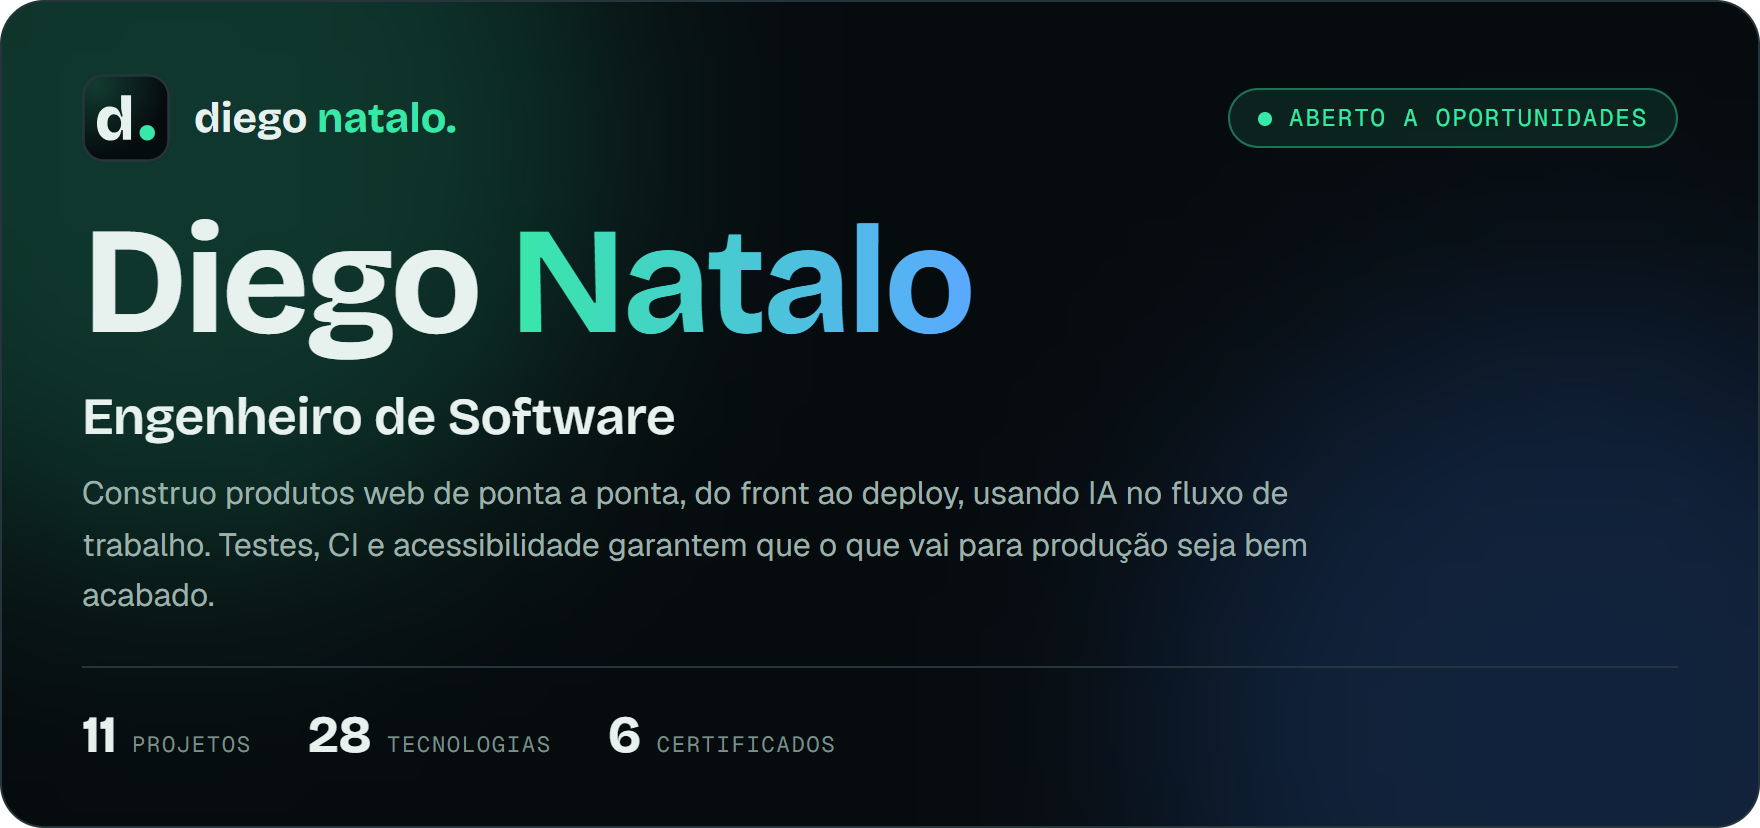 d.
diego natalo.
ABERTO A OPORTUNIDADES
Diego Natalo
Engenheiro de Software
Construo produtos web de ponta a ponta, do front ao deploy, usando IA no fluxo de
trabalho. Testes, CI e acessibilidade garantem que o que vai para produção seja bem
acabado.
11 PROJETOS
28 TECNOLOGIAS
6 CERTIFICADOS